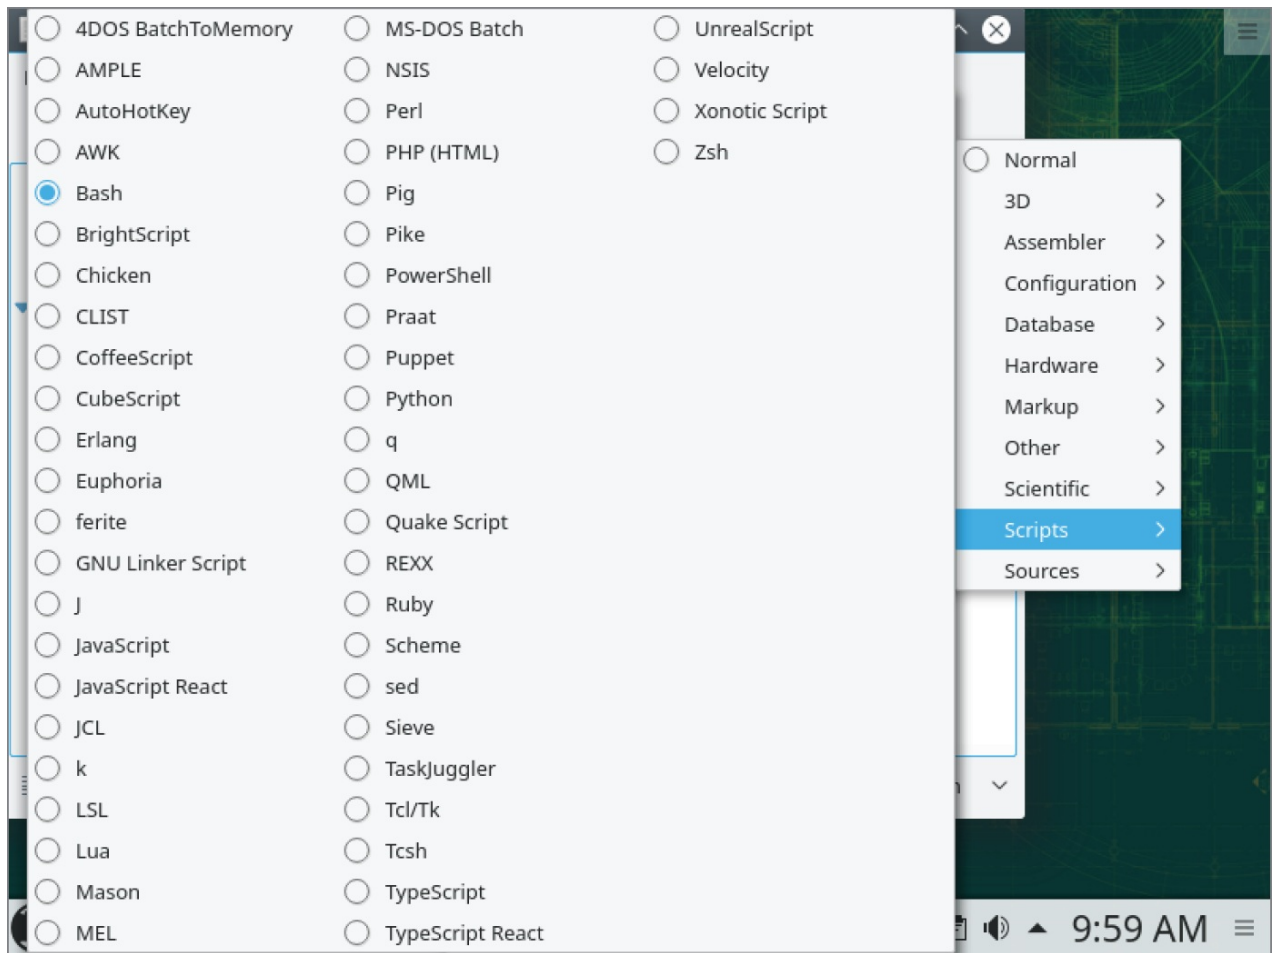 4DOS BatchToMemory
AMPLE
AutoHotKey
AWK
Bash
BrightScript
Chicken
CLIST
CoffeeScript
CubeScript
Erlang
Euphoria
ferite
GNU Linker Script
J
JavaScript
JavaScript React
JCL
k
LSL
Lua
Mason
MEL
MS-DOS Batch
NSIS
Perl
PHP (HTML)
Pig
Pike
PowerShell
Praat
Puppet
Python
q
QML
Quake Script
REXX
Ruby
Scheme
sed
Sieve
TaskJuggler
Tcl/Tk
Tcsh
TypeScript
TypeScript React
UnrealScript
Velocity
Xonotic Script
Zsh
Normal
3D
Assembler
Configuration
Database
Hardware
Markup
Other
Scientific
Scripts
Sources
9:59 AM